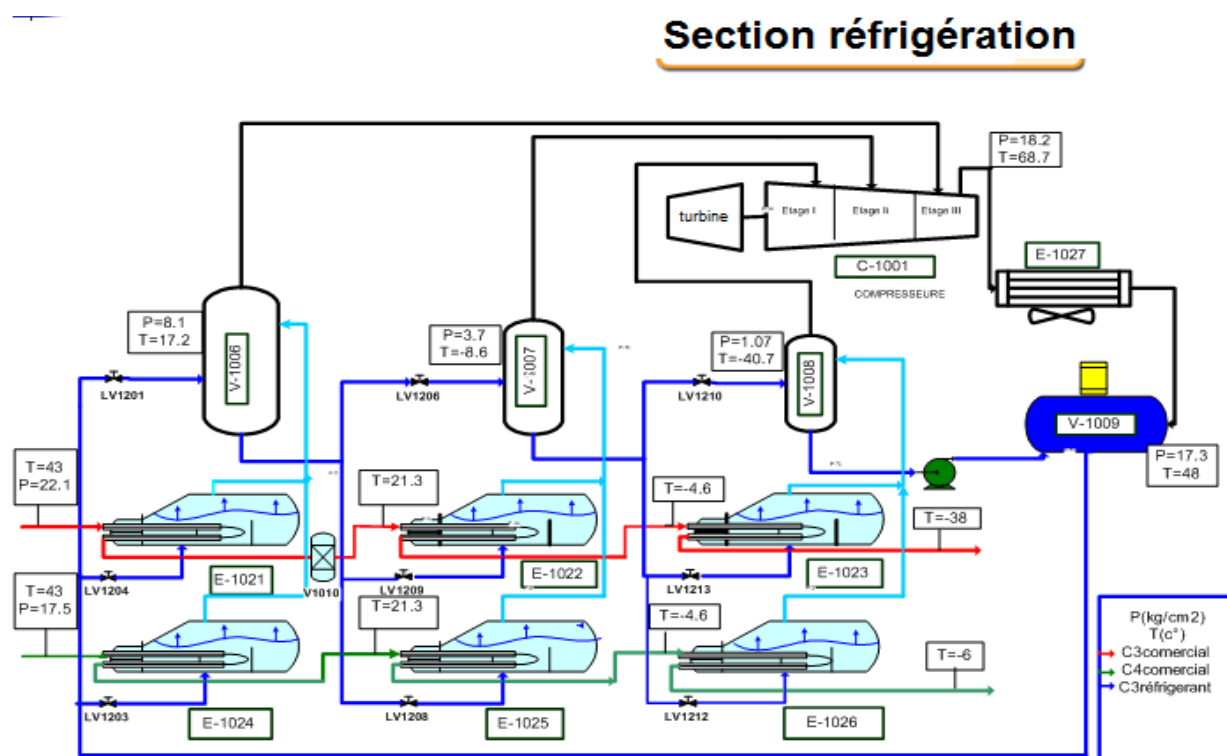 Section réfrigération
P=18.2
T=68.7
turbine
Etage I
Etage Ii
Etage III
C-1001
COMPRESSEURE
E-1027
P=8.1
T=17.2
V-1006
P=3.7
T=-8.6
V-1007
P=1.07
T=-40.7
V-1008
LV1201
LV1206
LV1210
V-1009
P=17.3
T=48
T=43
P=22.1
T=21.3
T=-4.6
T=-38
E-1021
E-1022
E-1023
LV1204
V1010
LV1209
LV1213
T=43
P=17.5
T=21.3
T=-4.6
T=-6
LV1203
E-1024
LV1208
E-1025
LV1212
E-1026
P(kg/cm2)
T(c°)
C3comercial
C4comercial
C3réfrigerant